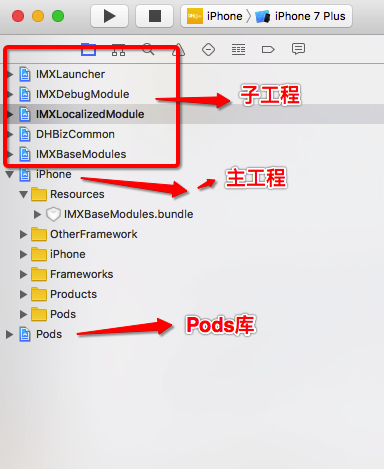 iPhone
iPhone 7 Plus
IMXLauncher
IMXDebugModule
子工程
IMXLocalizedModule
DHBizCommon
IMXBaseModules
iPhone
主工程
Resources
IMXBaseModules.bundle
OtherFramework
iPhone
Frameworks
Products
Pods
Pods库
Pods